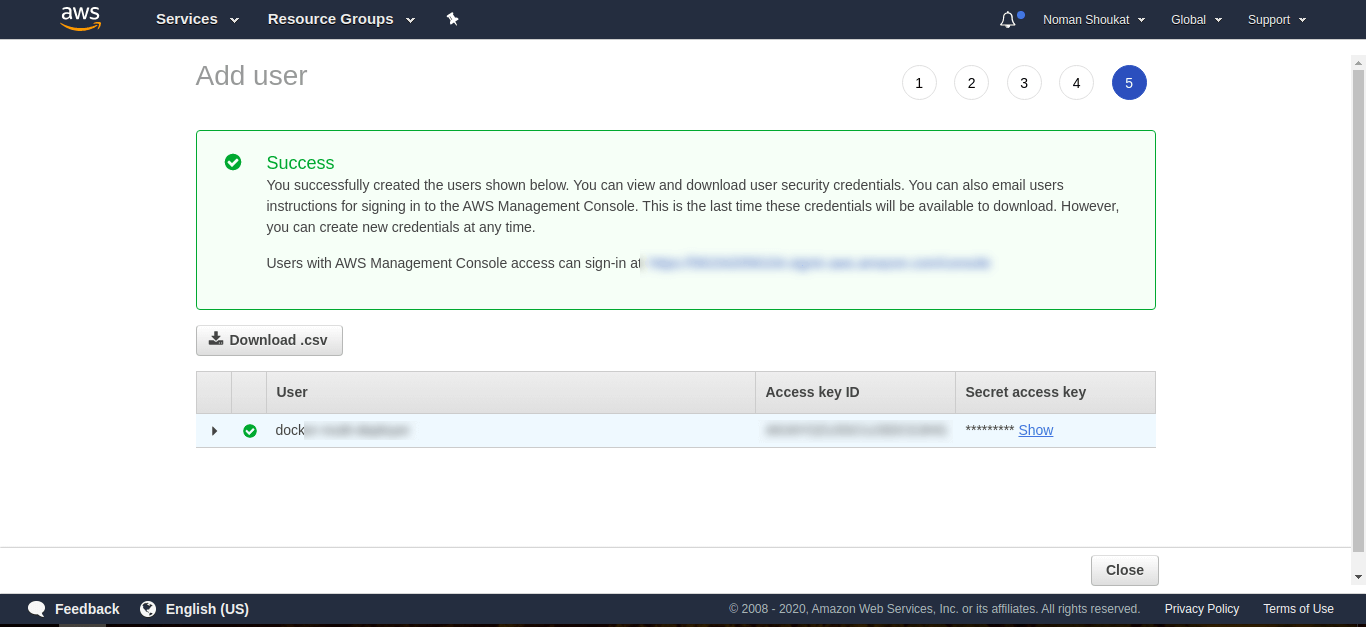 aws Services Resource Groups Noman Shoukat Global Support
Add user 1 2 3 4 5
Success
You successfully created the users shown below. You can view and download user security credentials. You can also email users
instructions for signing in to the AWS Management Console. This is the last time these credentials will be available to download. However,
you can create new credentials at any time.
Users with AWS Management Console access can sign-in at
Download .csv
User Access key ID Secret access key
dock ********* Show
Close
Feedback English (US) © 2008 - 2020, Amazon Web Services, Inc. or its affiliates. All rights reserved. Privacy Policy Terms of Use